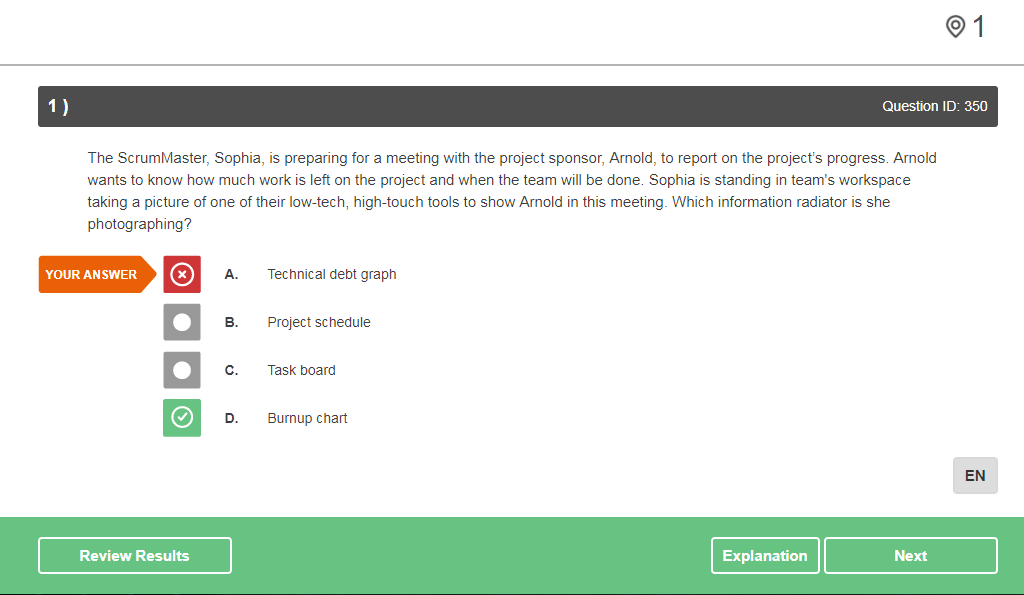 1
1 )
Question ID: 350
The ScrumMaster, Sophia, is preparing for a meeting with the project sponsor, Arnold, to report on the project's progress. Arnold
wants to know how much work is left on the project and when the team will be done. Sophia is standing in team's workspace
taking a picture of one of their low-tech, high-touch tools to show Arnold in this meeting. Which information radiator is she
photographing?
YOUR ANSWER A. Technical debt graph
B. Project schedule
C. Task board
D. Burnup chart
EN
Review Results Explanation Next